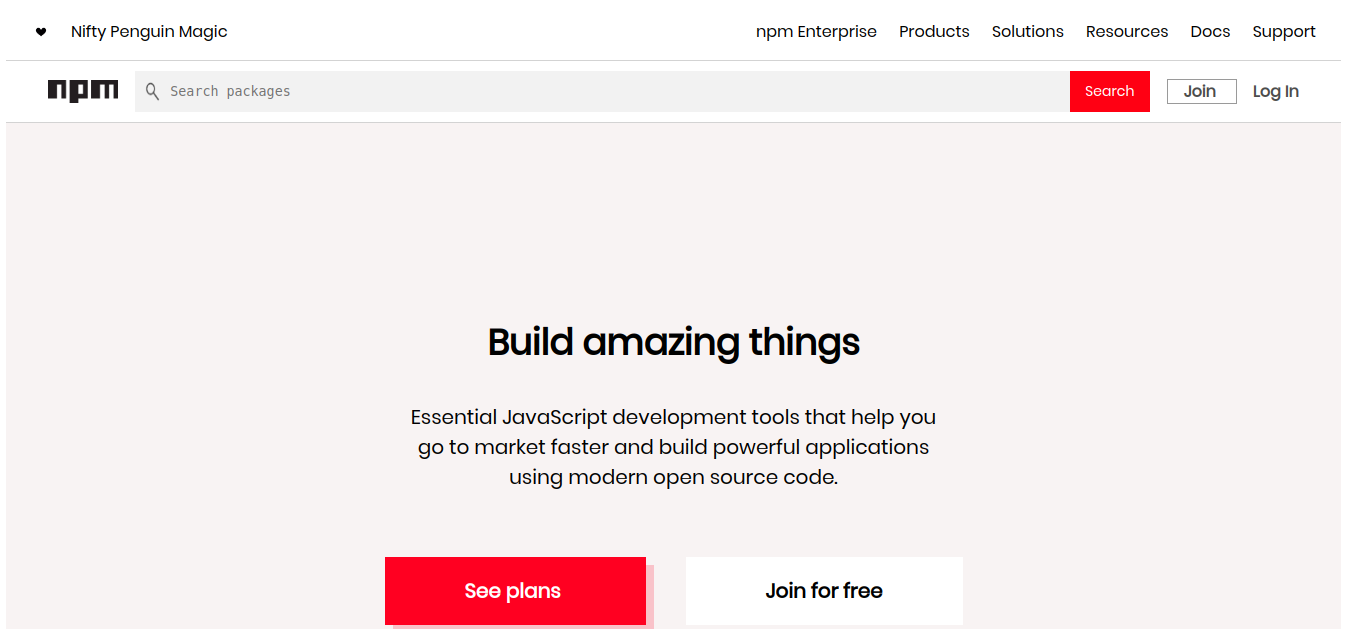 Nifty Penguin Magic npm Enterprise Products Solutions Resources Docs Support
npm Search packages Search Join Log In
Build amazing things
Essential JavaScript development tools that help you
go to market faster and build powerful applications
using modern open source code.
See plans Join for free